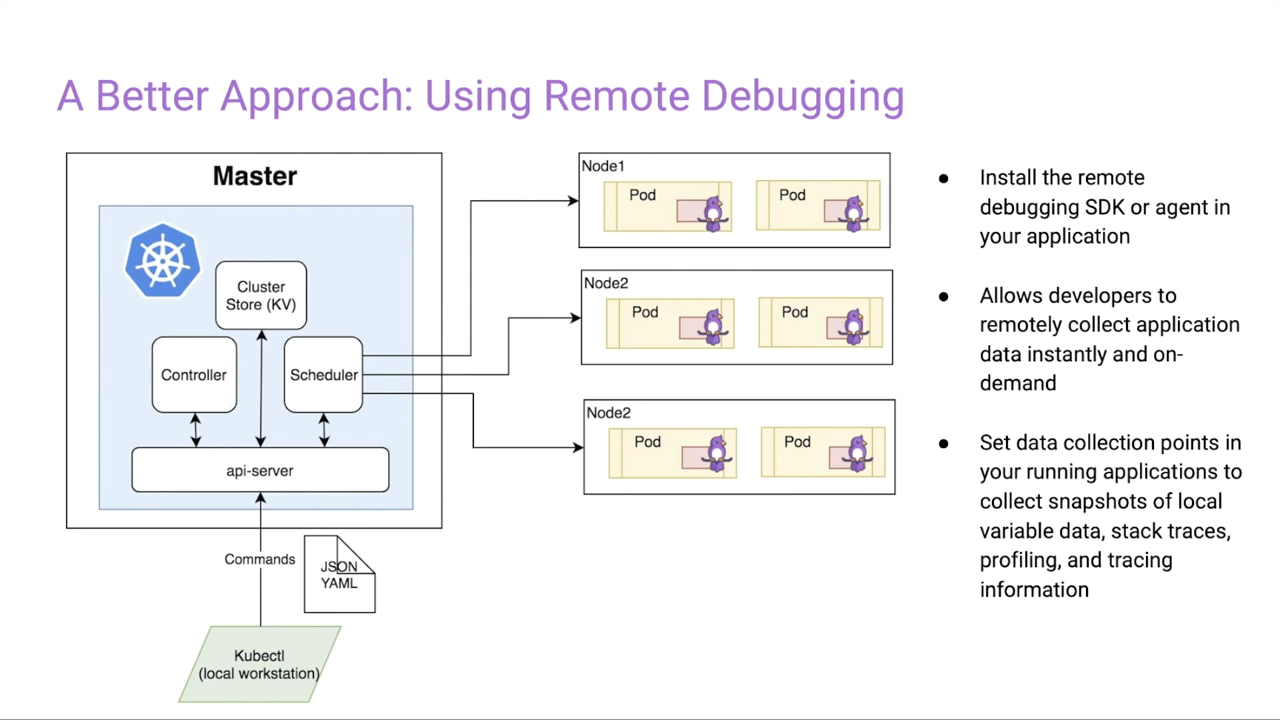 A Better Approach: Using Remote Debugging
Master
Cluster
Store (KV)
Controller
Scheduler
api-server
Commands
JSON
YAML
Kubectl
(local workstation)
Node1
Pod
Pod
Node2
Pod
Pod
Node2
Pod
Pod
● Install the remote
debugging SDK or agent in
your application
● Allows developers to
remotely collect application
data instantly and on-
demand
● Set data collection points in
your running applications to
collect snapshots of local
variable data, stack traces,
profiling, and tracing
information